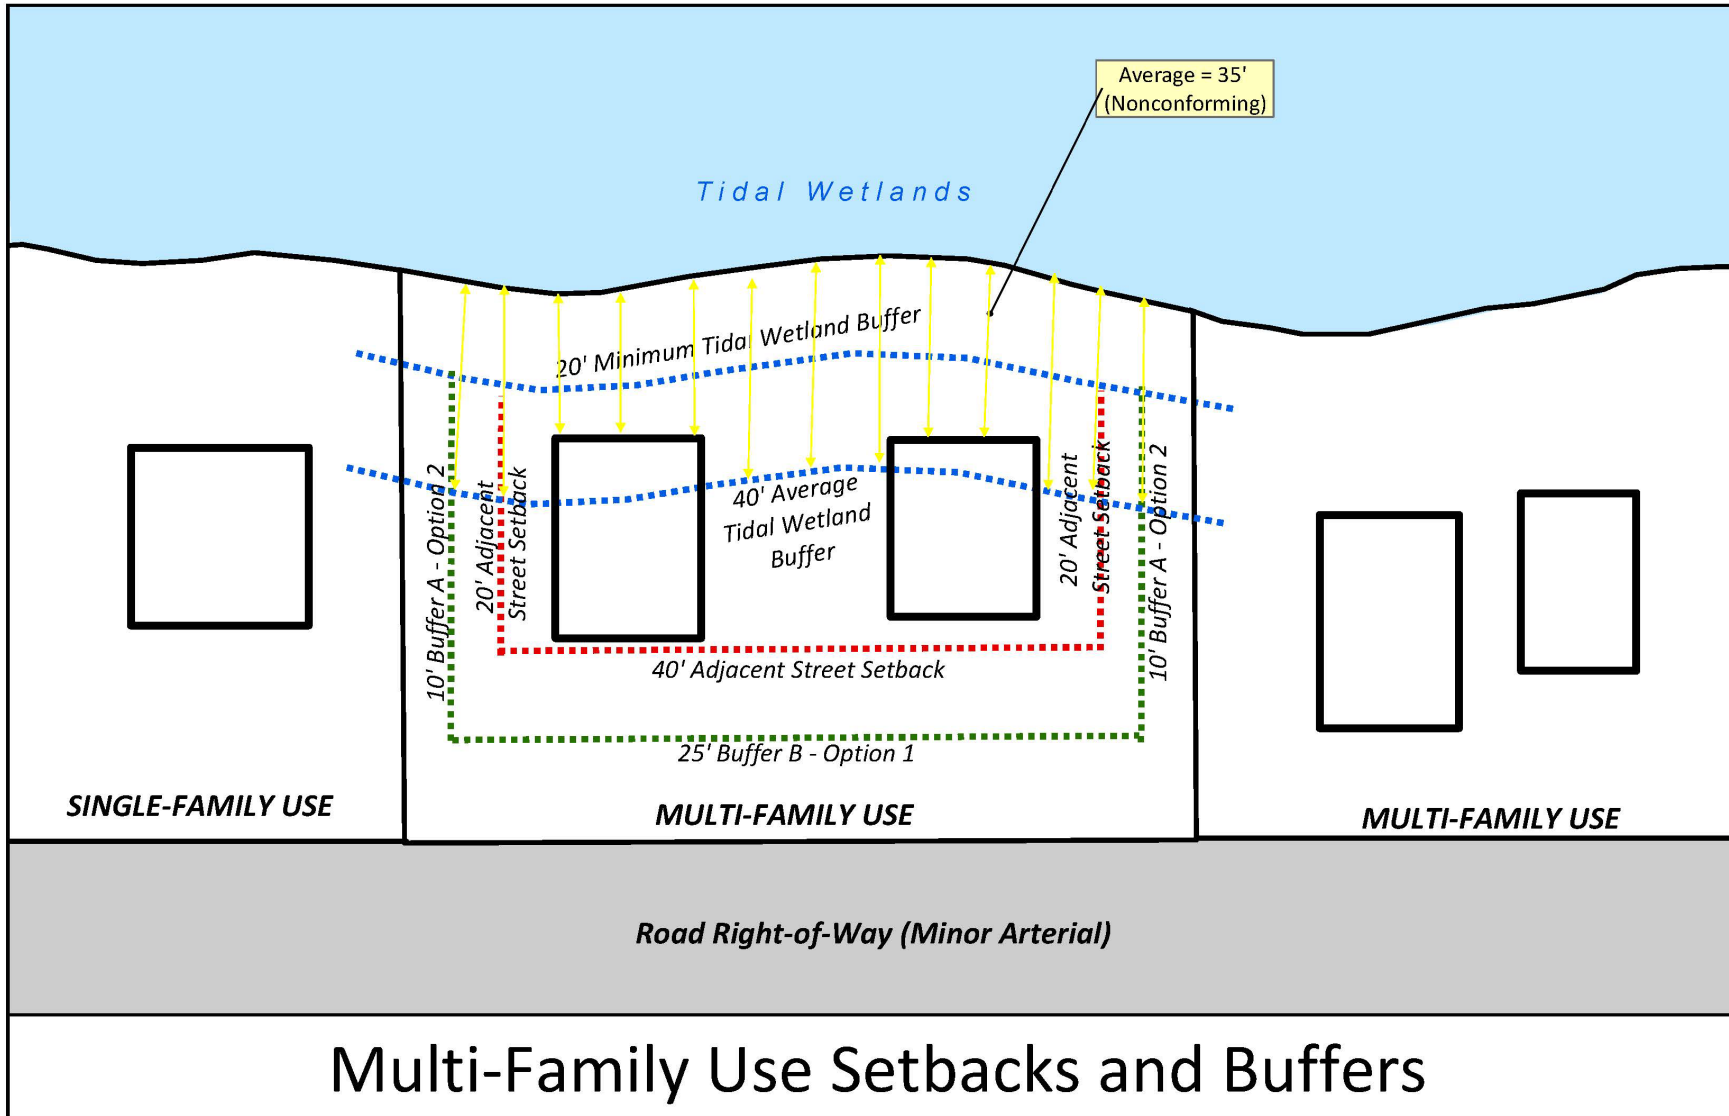 Average = 35'
(Nonconforming)
Tidal Wetlands
20' Minimum Tidal Wetland Buffer
10' Buffer A - Option 2
20' Adjacent
Street Setback
40' Average
Tidal Wetland
Buffer
20' Adjacent
Street Setback
10' Buffer A - Option 2
40' Adjacent Street Setback
25' Buffer B - Option 1
SINGLE-FAMILY USE
MULTI-FAMILY USE
MULTI-FAMILY USE
Road Right-of-Way (Minor Arterial)
Multi-Family Use Setbacks and Buffers